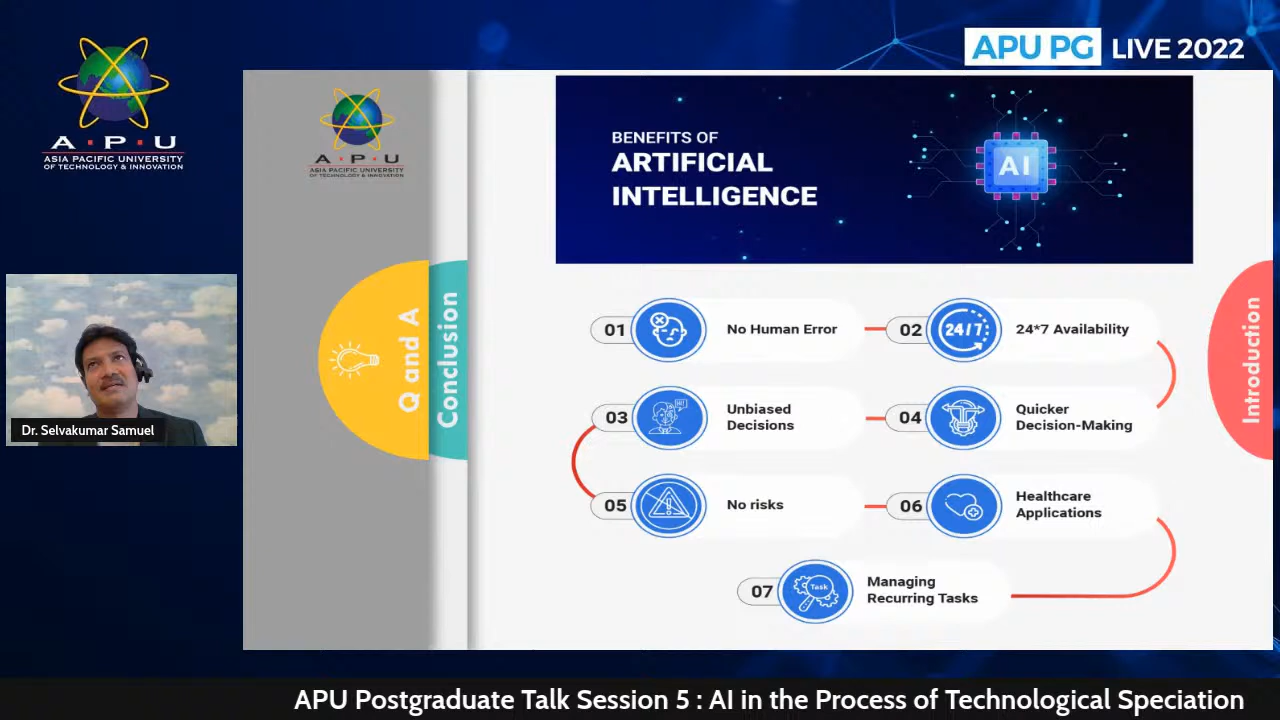 APU PG LIVE 2022
A·P·U
ASIA PACIFIC UNIVERSITY
OF TECHNOLOGY & INNOVATION
A·P·U
ASIA PACIFIC UNIVERSITY
OF TECHNOLOGY & INNOVATION
BENEFITS OF
ARTIFICIAL
INTELLIGENCE
AI
Q and A
Conclusion
Introduction
01
No Human Error
02
24/7
24*7 Availability
03
HI!
Unbiased
Decisions
04
Quicker
Decision-Making
05
No risks
06
Healthcare
Applications
07
Task
Managing
Recurring Tasks
Dr. Selvakumar Samuel
APU Postgraduate Talk Session 5 : AI in the Process of Technological Speciation